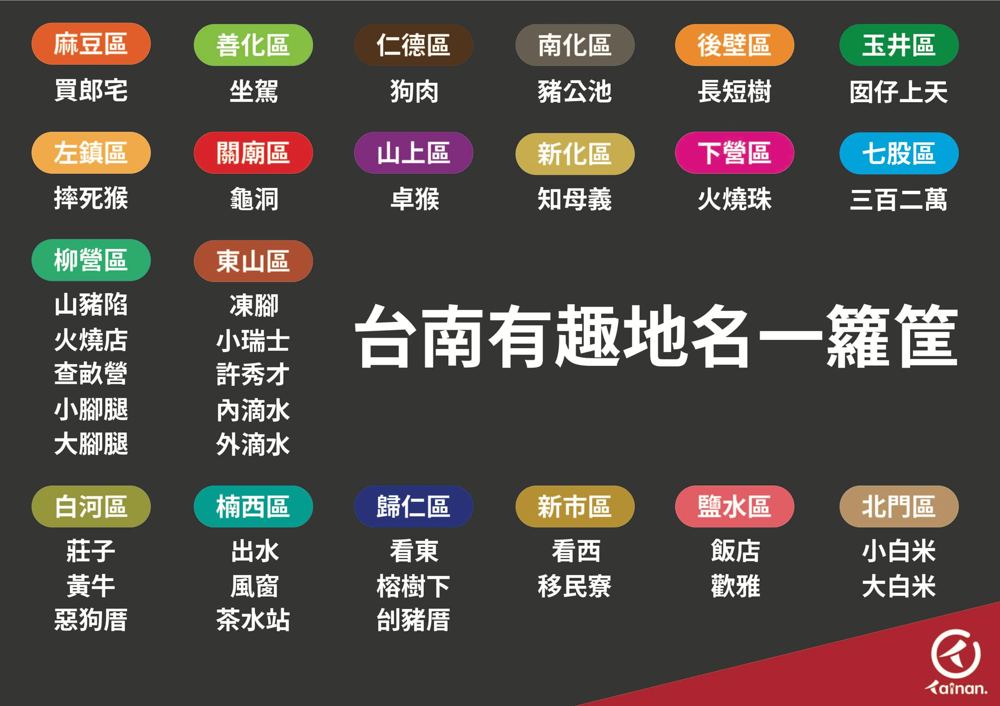 麻豆區
買郎宅
善化區
坐駕
仁德區
狗肉
南化區
豬公池
後壁區
長短樹
玉井區
囡仔上天
左鎮區
摔死猴
關廟區
龜洞
山上區
卓猴
新化區
知母義
下營區
火燒珠
七股區
三百二萬
柳營區
山豬陷
火燒店
查畝營
小腳腿
大腳腿
東山區
凍腳
小瑞士
許秀才
內滴水
外滴水
台南有趣地名一籮筐
白河區
莊子
黃牛
惡狗厝
楠西區
出水
風窗
茶水站
歸仁區
看東
榕樹下
刣豬厝
新市區
看西
移民寮
鹽水區
飯店
歡雅
北門區
小白米
大白米
Tainan.